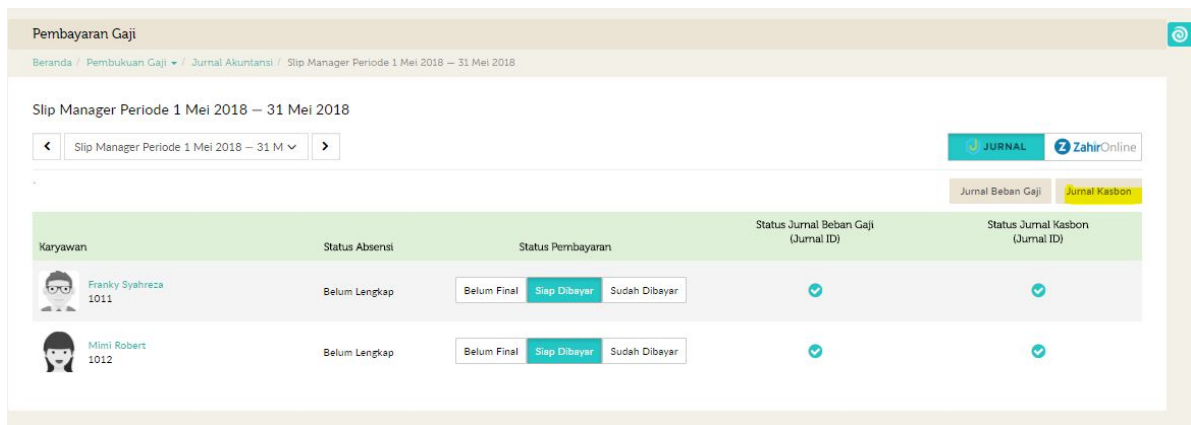 Pembayaran Gaji
Beranda / Pembukuan Gaji / Jurnal Akuntansi / Slip Manager Periode 1 Mei 2018 — 31 Mei 2018
Slip Manager Periode 1 Mei 2018 — 31 Mei 2018
Slip Manager Periode 1 Mei 2018 — 31 M
JURNAL ZahirOnline
Jurnal Beban Gaji Jurnal Kasbon
Karyawan Status Absensi Status Pembayaran Status Jurnal Beban Gaji (Jurnal ID) Status Jurnal Kasbon (Jurnal ID)
Franky Syahreza
1011
Belum Lengkap Belum Final Siap Dibayar Sudah Dibayar
Mimi Robert
1012
Belum Lengkap Belum Final Siap Dibayar Sudah Dibayar